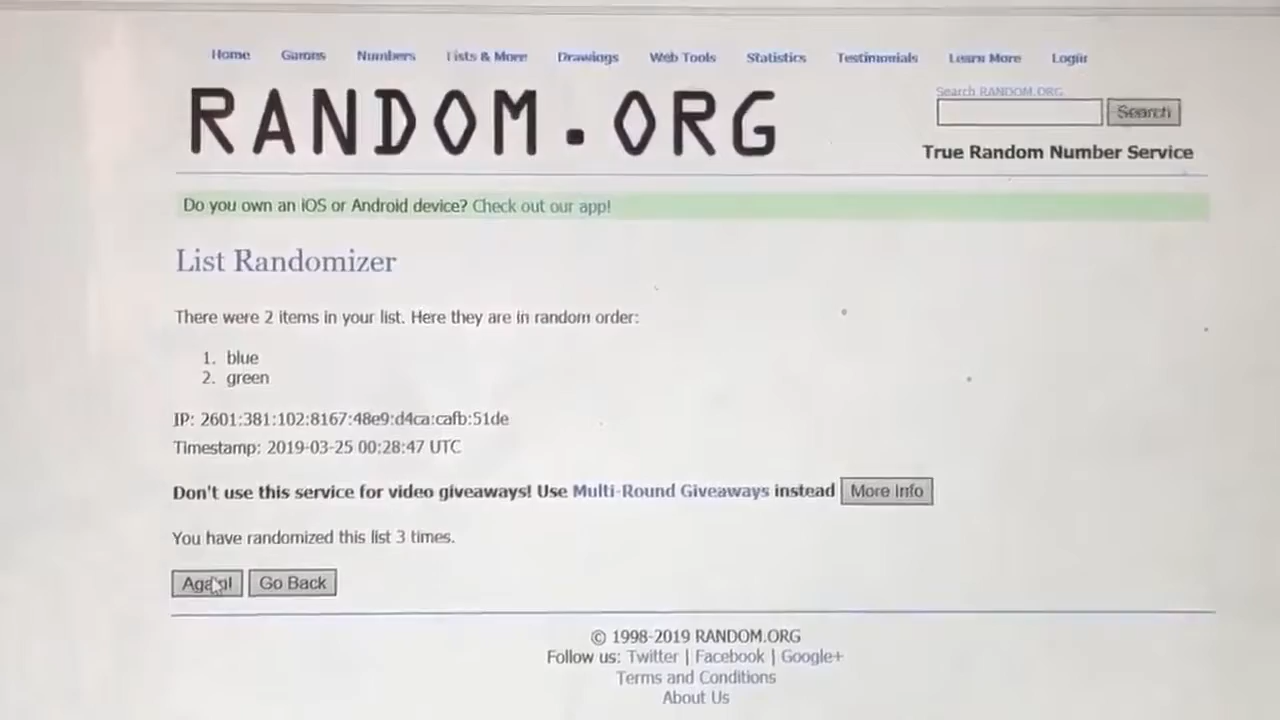 Home Games Numbers Lists & More Drawings Web Tools Statistics Testimonials Learn More Login
RANDOM.ORG
Search RANDOM.ORG
Search
True Random Number Service
Do you own an iOS or Android device? Check out our app!
List Randomizer
There were 2 items in your list. Here they are in random order:
1. blue
2. green
IP: 2601:381:102:8167:48e9:d4ca:cafb:51de
Timestamp: 2019-03-25 00:28:47 UTC
Don't use this service for video giveaways! Use Multi-Round Giveaways instead More Info
You have randomized this list 3 times.
Again! Go Back
© 1998-2019 RANDOM.ORG
Follow us: Twitter | Facebook | Google+
Terms and Conditions
About Us